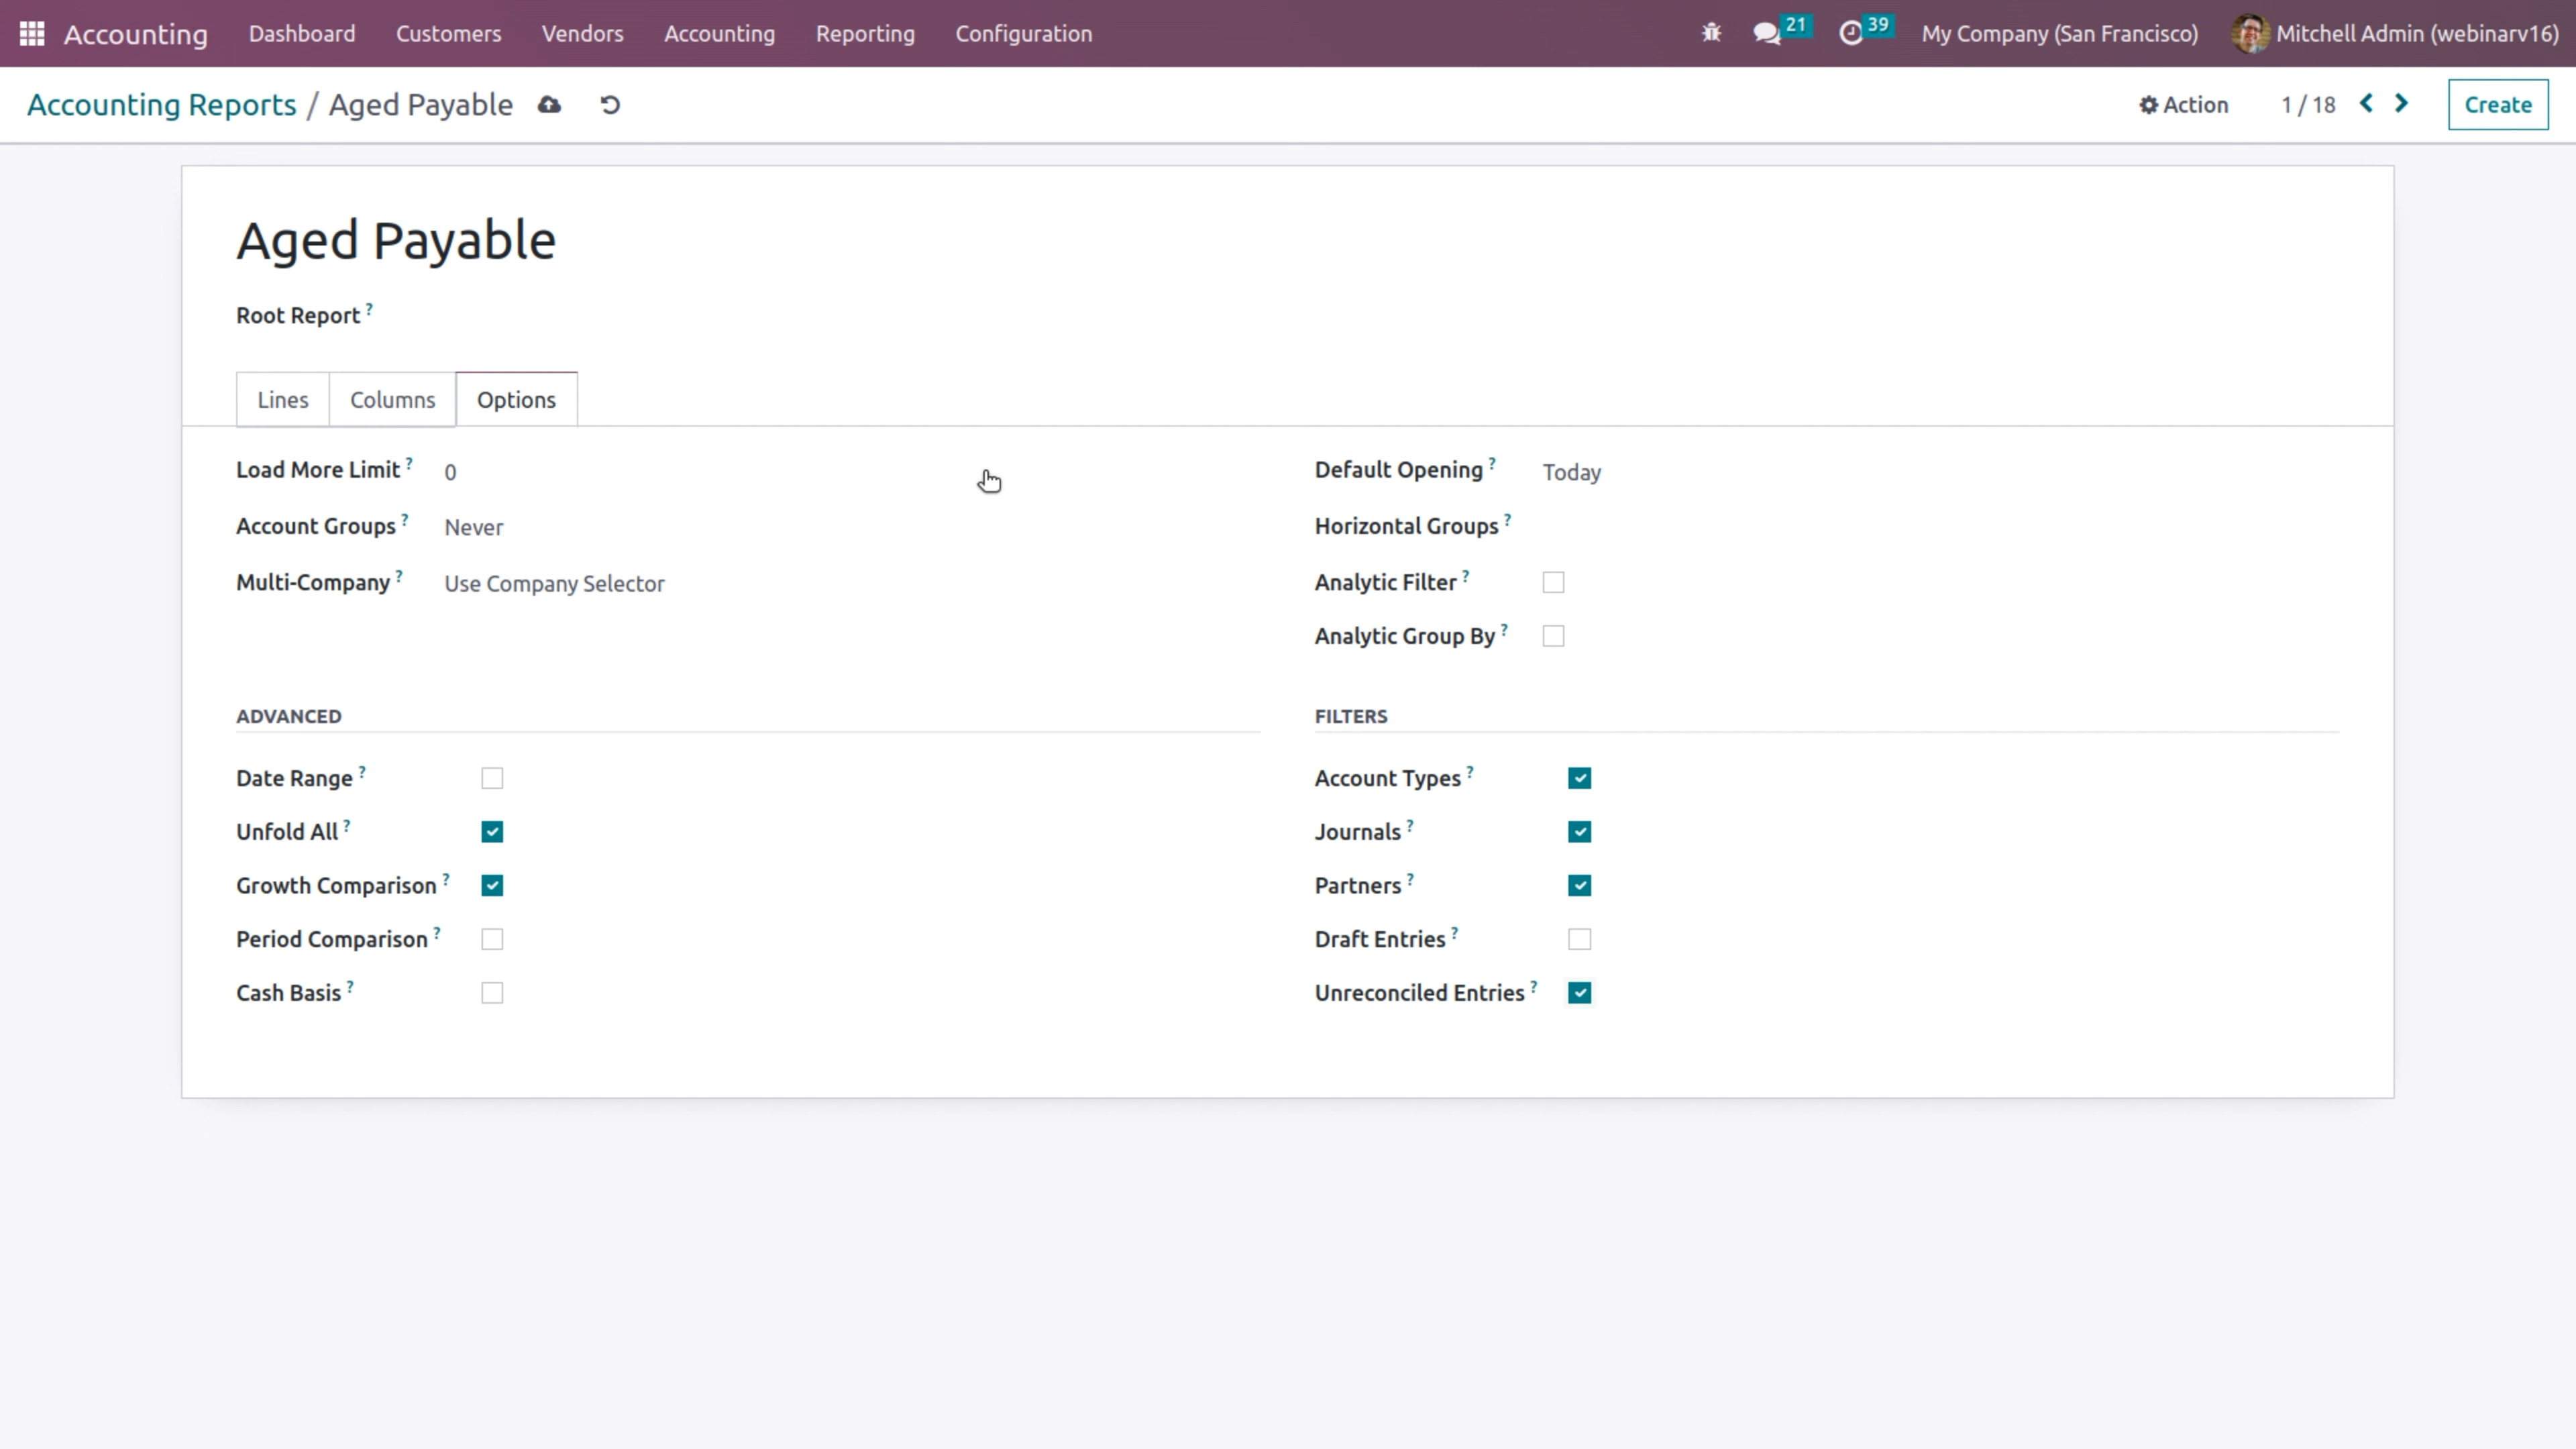 Accounting Dashboard Customers Vendors Accounting Reporting Configuration 21 39 My Company (San Francisco) Mitchell Admin (webinarv16)
Accounting Reports / Aged Payable Action 1 / 18 Create
Aged Payable
Root Report ?
Lines Columns Options
Load More Limit ? 0 Default Opening ? Today
Account Groups ? Never Horizontal Groups ?
Multi-Company ? Use Company Selector Analytic Filter ?
Analytic Group By ?
ADVANCED FILTERS
Date Range ? Account Types ?
Unfold All ? Journals ?
Growth Comparison ? Partners ?
Period Comparison ? Draft Entries ?
Cash Basis ? Unreconciled Entries ?